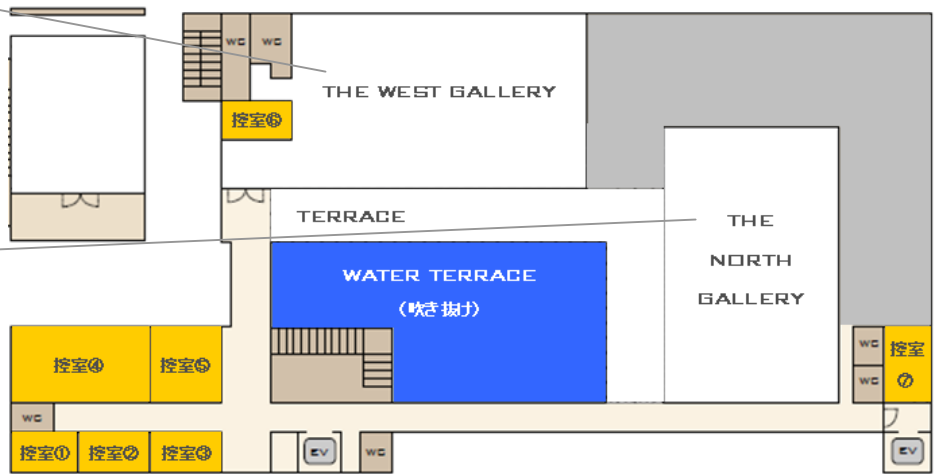 WC WC
THE WEST GALLERY
控室⑥
TERRACE
THE
NORTH
GALLERY
WATER TERRACE
(吹き抜け)
控室④
控室⑤
WC
控室
⑦
WC
WC
控室①
控室②
控室③
EV
WC
EV